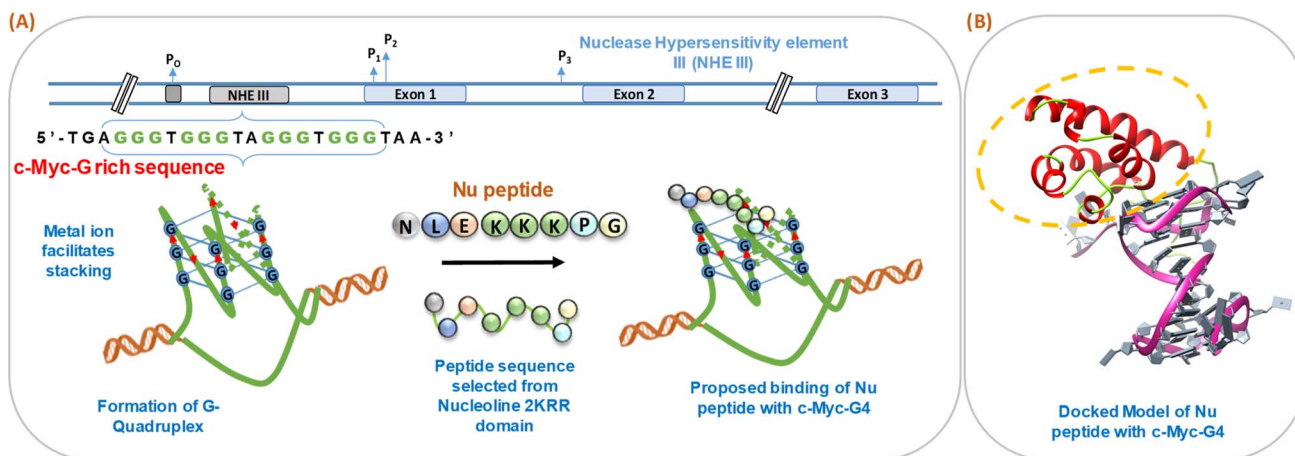 (A)
P0
P1
P2
P3
Nuclease Hypersensitivity element
III (NHE III)
NHE III
Exon 1
Exon 2
Exon 3
5'-TGAGGGTGGGTAGGGTGGGTAA-3'
c-Myc-G rich sequence
Metal ion
facilitates
stacking
G G
G G G
G G G
G
Formation of G-
Quadruplex
Nu peptide
N L E K K K P G
Peptide sequence
selected from
Nucleoline 2KRR
domain
G G
G G G
G G G
G
Proposed binding of Nu
peptide with c-Myc-G4
(B)
Docked Model of Nu
peptide with c-Myc-G4